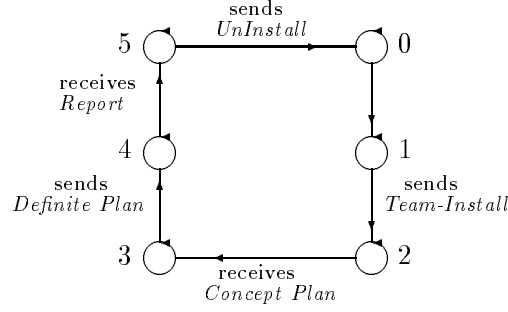 sends
UnInstall
5
0
receives
Report
4
1
sends
Definite Plan
sends
Team-Install
3
2
receives
Concept Plan